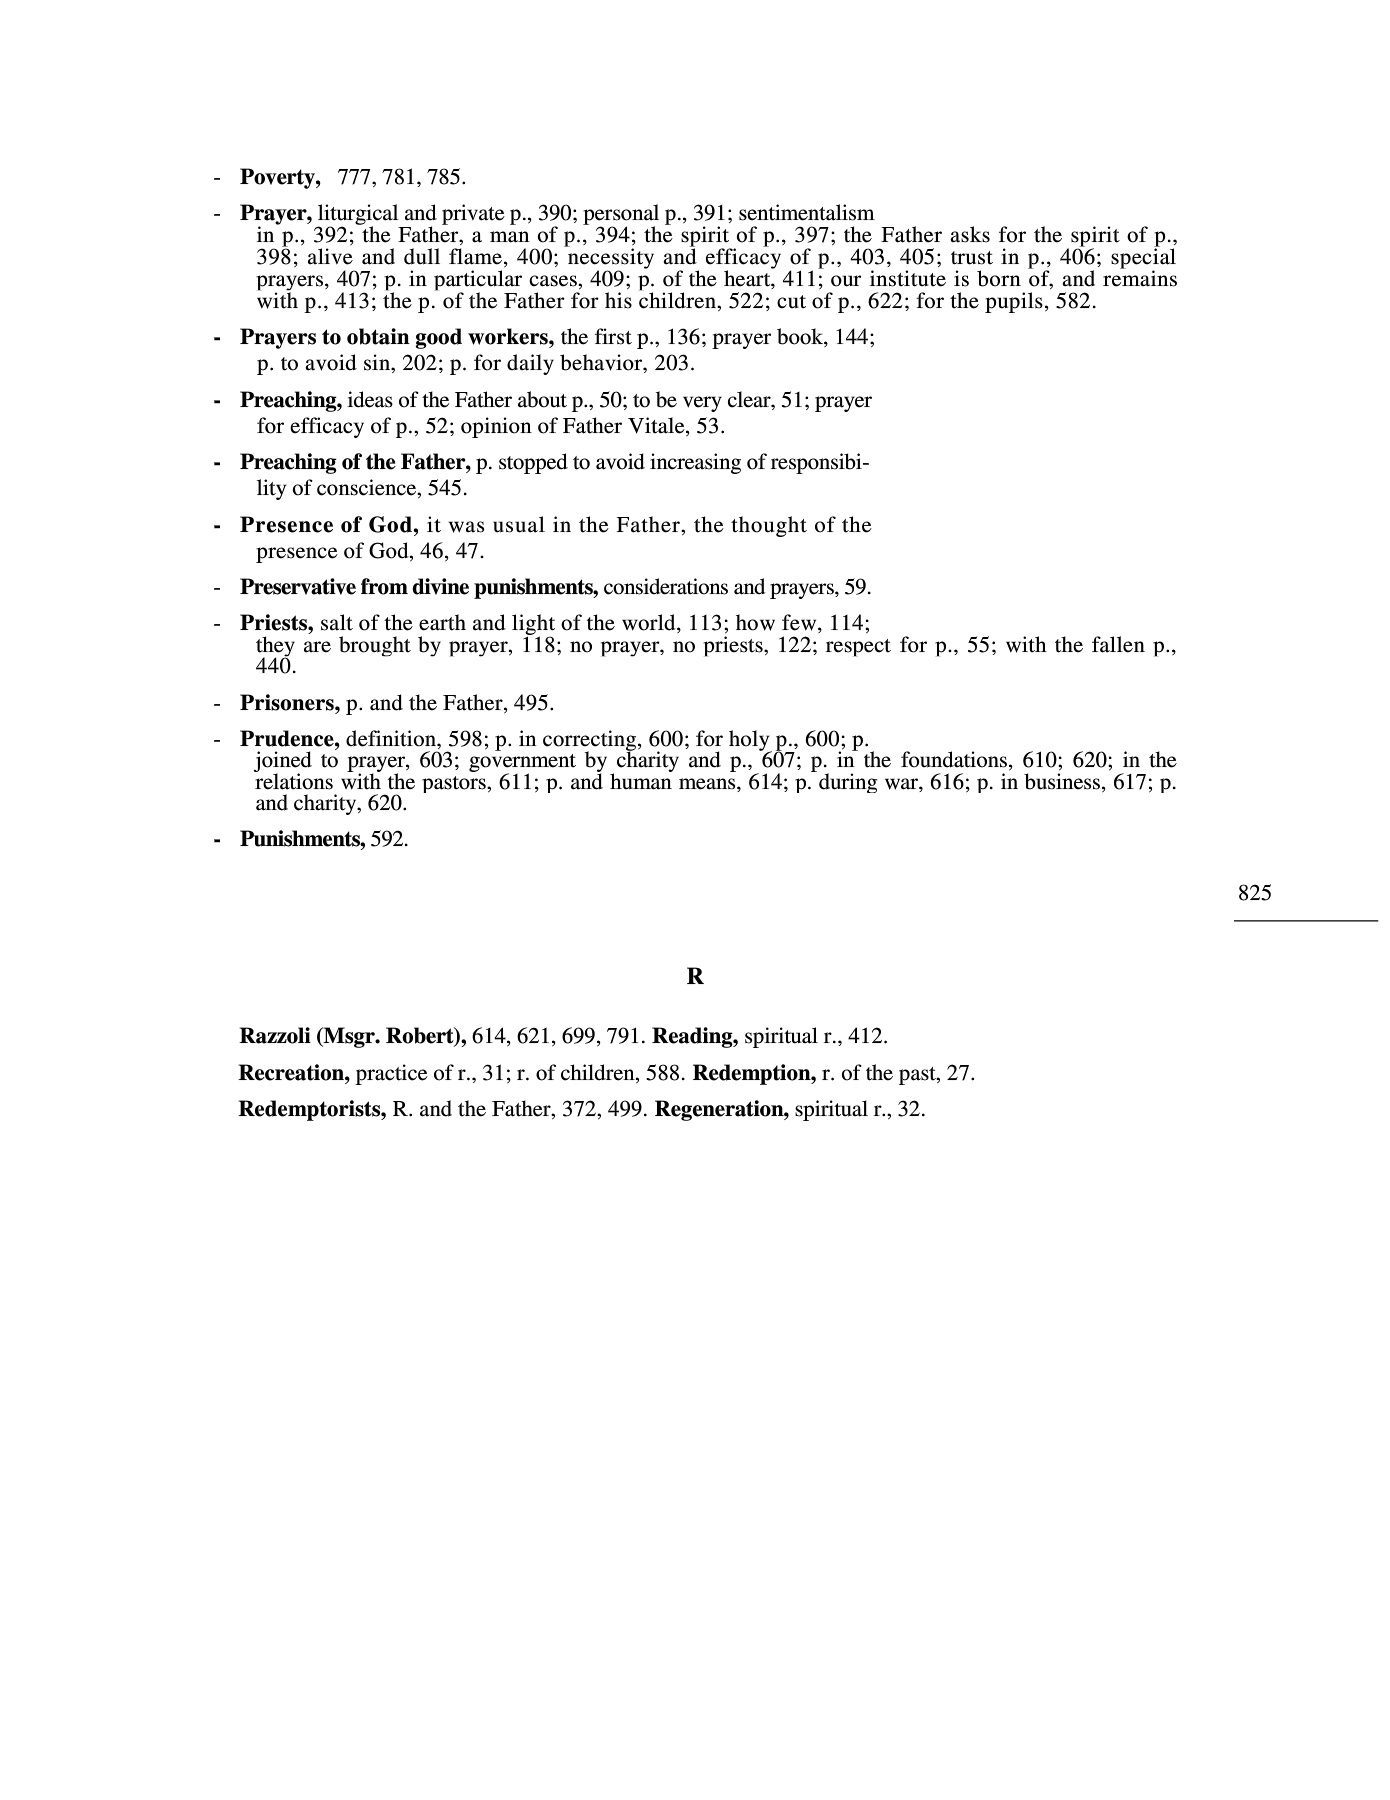 - Poverty, 777, 781, 785.
- Prayer, liturgical and private p., 390; personal p., 391; sentimentalism
in p., 392; the Father, a man of p., 394; the spirit of p., 397; the Father asks for the spirit of p.,
398; alive and dull flame, 400; necessity and efficacy of p., 403, 405; trust in p., 406; special
prayers, 407; p. in particular cases, 409; p. of the heart, 411; our institute is born of, and remains
with p., 413; the p. of the Father for his children, 522; cut of p., 622; for the pupils, 582.
- Prayers to obtain good workers, the first p., 136; prayer book, 144;
p. to avoid sin, 202; p. for daily behavior, 203.
- Preaching, ideas of the Father about p., 50; to be very clear, 51; prayer
for efficacy of p., 52; opinion of Father Vitale, 53.
- Preaching of the Father, p. stopped to avoid increasing of responsibi-
lity of conscience, 545.
- Presence of God, it was usual in the Father, the thought of the
presence of God, 46, 47.
- Preservative from divine punishments, considerations and prayers, 59.
- Priests, salt of the earth and light of the world, 113; how few, 114;
they are brought by prayer, 118; no prayer, no priests, 122; respect for p., 55; with the fallen p.,
440.
- Prisoners, p. and the Father, 495.
- Prudence, definition, 598; p. in correcting, 600; for holy p., 600; p.
joined to prayer, 603; government by charity and p., 607; p. in the foundations, 610; 620; in the
relations with the pastors, 611; p. and human means, 614; p. during war, 616; p. in business, 617; p.
and charity, 620.
- Punishments, 592.
825
R
Razzoli (Msgr. Robert), 614, 621, 699, 791. Reading, spiritual r., 412.
Recreation, practice of r., 31; r. of children, 588. Redemption, r. of the past, 27.
Redemptorists, R. and the Father, 372, 499. Regeneration, spiritual r., 32.